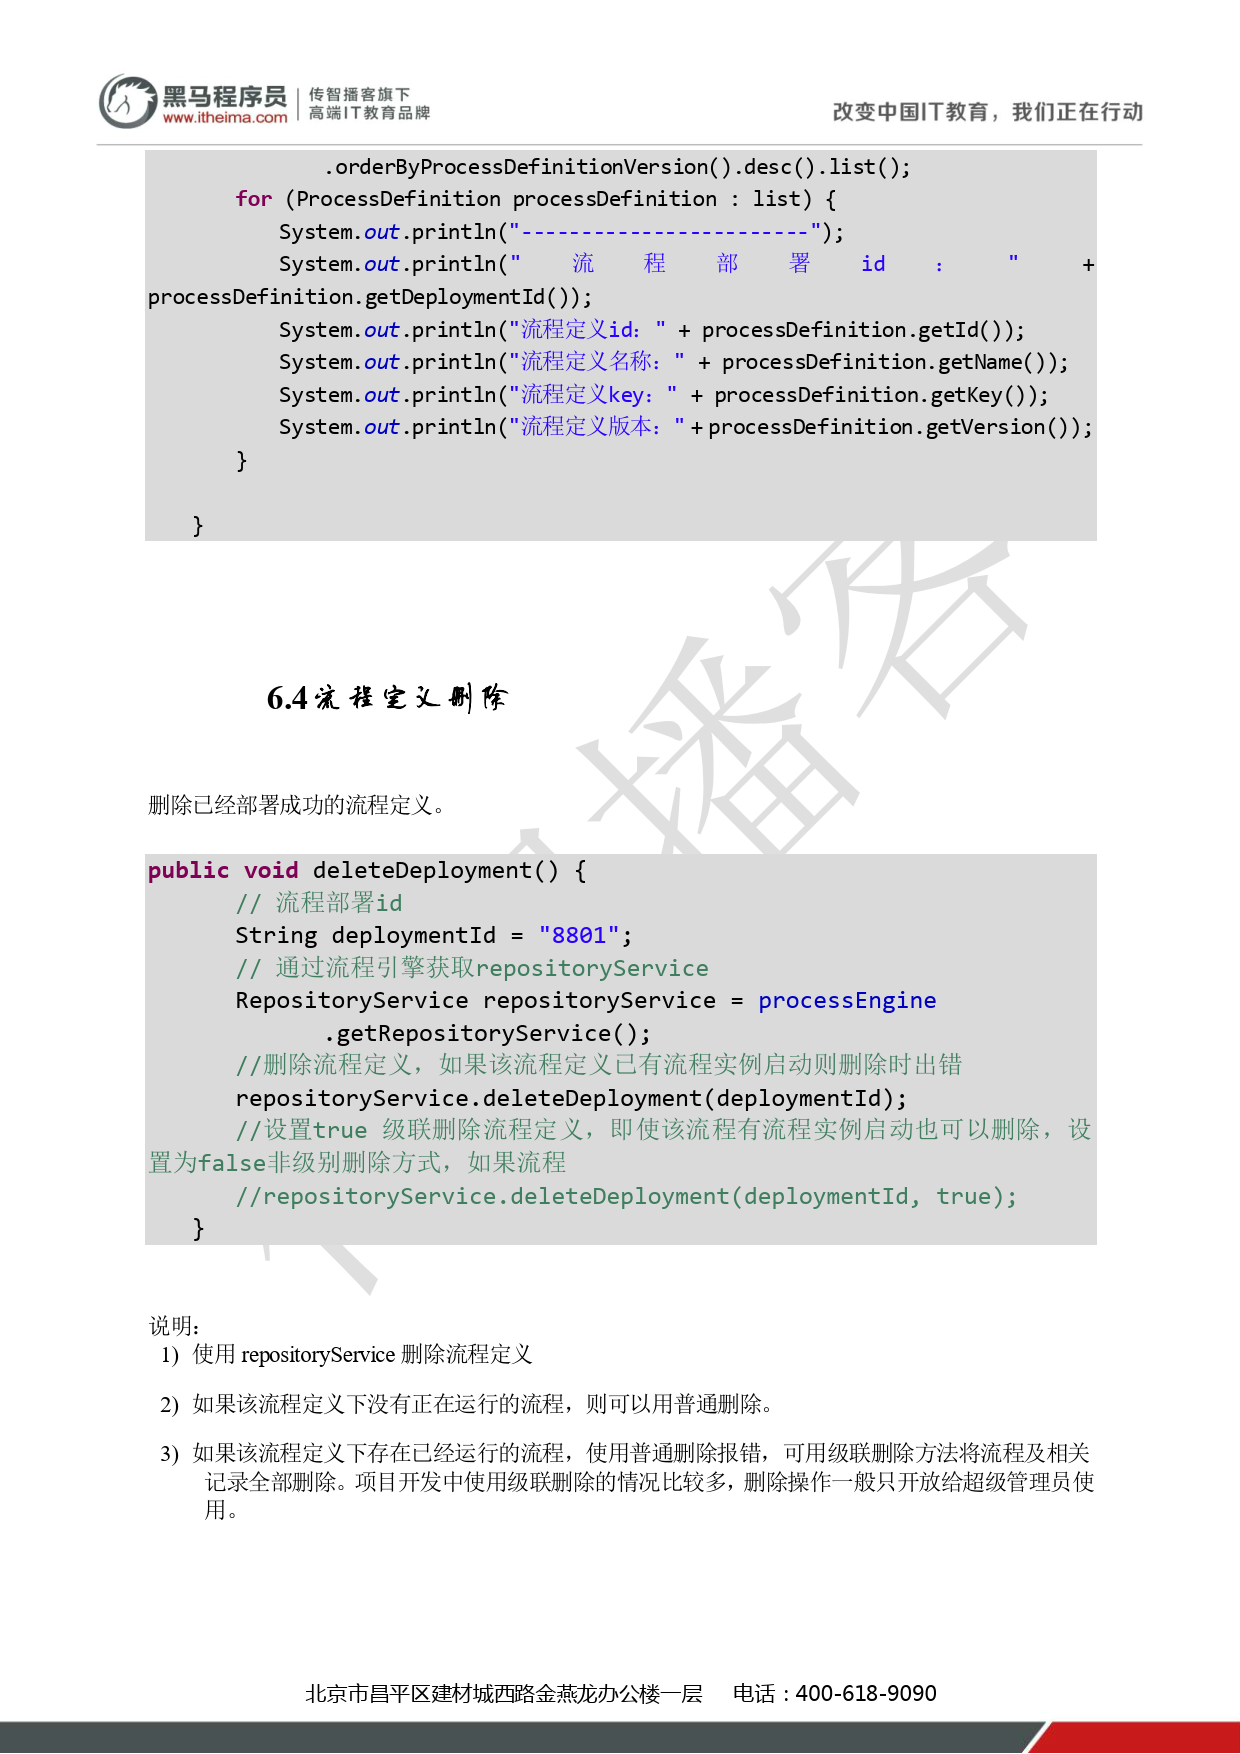 黑马程序员
www.itheima.com
传智播客旗下
高端IT教育品牌
改变中国IT教育，我们正在行动
.orderByProcessDefinitionVersion().desc().list();
for (ProcessDefinition processDefinition : list) {
System.out.println("------------------------");
System.out.println(" 流 程 部 署 id ： " +
processDefinition.getDeploymentId());
System.out.println("流程定义id：" + processDefinition.getId());
System.out.println("流程定义名称：" + processDefinition.getName());
System.out.println("流程定义key：" + processDefinition.getKey());
System.out.println("流程定义版本：" + processDefinition.getVersion());
}
}
6.4流程定义删除
删除已经部署成功的流程定义。
public void deleteDeployment() {
// 流程部署id
String deploymentId = "8801";
// 通过流程引擎获取repositoryService
RepositoryService repositoryService = processEngine
.getRepositoryService();
//删除流程定义，如果该流程定义已有流程实例启动则删除时出错
repositoryService.deleteDeployment(deploymentId);
//设置true 级联删除流程定义，即使该流程有流程实例启动也可以删除，设
置为false非级别删除方式，如果流程
//repositoryService.deleteDeployment(deploymentId, true);
}
说明：
1) 使用 repositoryService 删除流程定义
2) 如果该流程定义下没有正在运行的流程，则可以用普通删除。
3) 如果该流程定义下存在已经运行的流程，使用普通删除报错，可用级联删除方法将流程及相关
记录全部删除。项目开发中使用级联删除的情况比较多，删除操作一般只开放给超级管理员使
用。
北京市昌平区建材城西路金燕龙办公楼一层 电话：400-618-9090